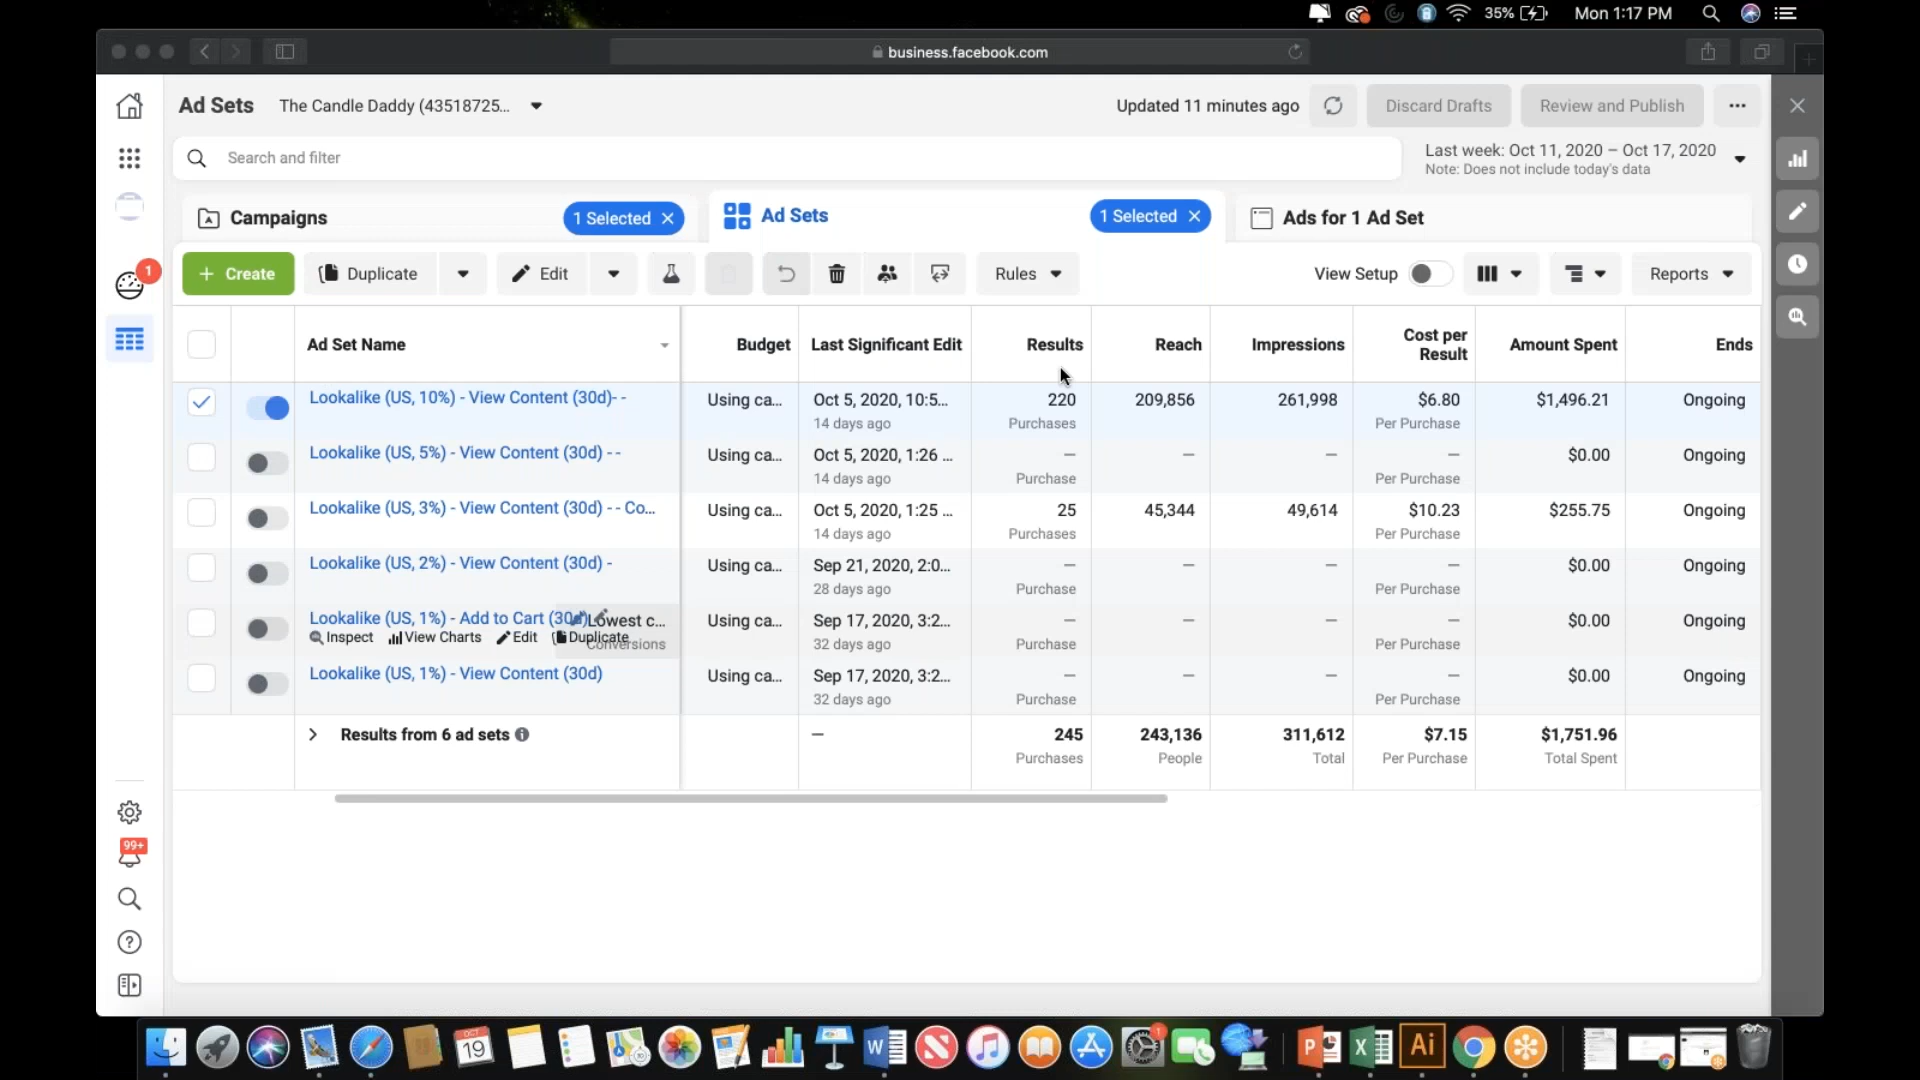 35%
Mon 1:17 PM
business.facebook.com
Ad Sets
The Candle Daddy (43518725...
Updated 11 minutes ago
Discard Drafts
Review and Publish
Search and filter
Last week: Oct 11, 2020 – Oct 17, 2020
Note: Does not include today's data
Campaigns
1 Selected
Ad Sets
1 Selected
Ads for 1 Ad Set
1
+ Create
Duplicate
Edit
Rules
View Setup
Reports
Ad Set Name
Budget
Last Significant Edit
Results
Reach
Impressions
Cost per
Result
Amount Spent
Ends
Lookalike (US, 10%) - View Content (30d)- -
Using ca...
Oct 5, 2020, 10:5...
14 days ago
220
Purchases
209,856
261,998
$6.80
Per Purchase
$1,496.21
Ongoing
Lookalike (US, 5%) - View Content (30d) - -
Using ca...
Oct 5, 2020, 1:26 ...
14 days ago
—
Purchase
—
—
—
Per Purchase
$0.00
Ongoing
Lookalike (US, 3%) - View Content (30d) - - Co...
Using ca...
Oct 5, 2020, 1:25 ...
14 days ago
25
Purchases
45,344
49,614
$10.23
Per Purchase
$255.75
Ongoing
Lookalike (US, 2%) - View Content (30d) -
Using ca...
Sep 21, 2020, 2:0...
28 days ago
—
Purchase
—
—
—
Per Purchase
$0.00
Ongoing
Lookalike (US, 1%) - Add to Cart (30d)
Lowest c...
Inspect
View Charts
Edit
Duplicate
Conversions
Using ca...
Sep 17, 2020, 3:2...
32 days ago
—
Purchase
—
—
—
Per Purchase
$0.00
Ongoing
Lookalike (US, 1%) - View Content (30d)
Using ca...
Sep 17, 2020, 3:2...
32 days ago
—
Purchase
—
—
—
Per Purchase
$0.00
Ongoing
Results from 6 ad sets
—
245
Purchases
243,136
People
311,612
Total
$7.15
Per Purchase
$1,751.96
Total Spent
99+
OCT
19
W
1
P
X
Ai